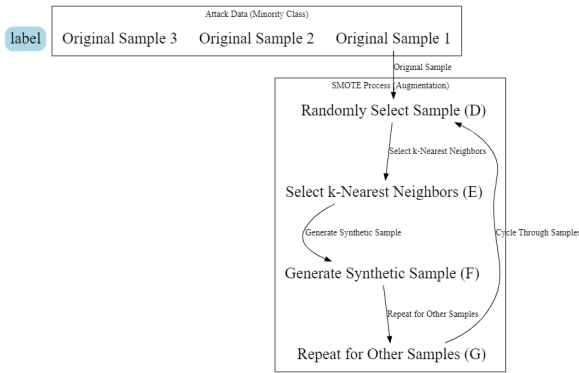 Attack Data (Minority Class)
label
Original Sample 3
Original Sample 2
Original Sample 1
Original Sample
SMOTE Process (Augmentation)
Randomly Select Sample (D)
Select k-Nearest Neighbors
Select k-Nearest Neighbors (E)
Generate Synthetic Sample
Cycle Through Samples
Generate Synthetic Sample (F)
Repeat for Other Samples
Repeat for Other Samples (G)